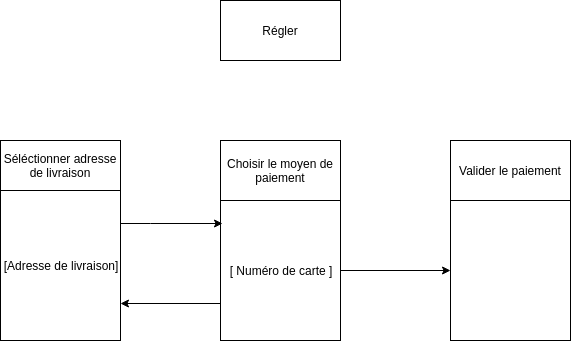 Régler
Séléctionner adresse
de livraison
Choisir le moyen de
paiement
Valider le paiement
[Adresse de livraison]
[ Numéro de carte ]